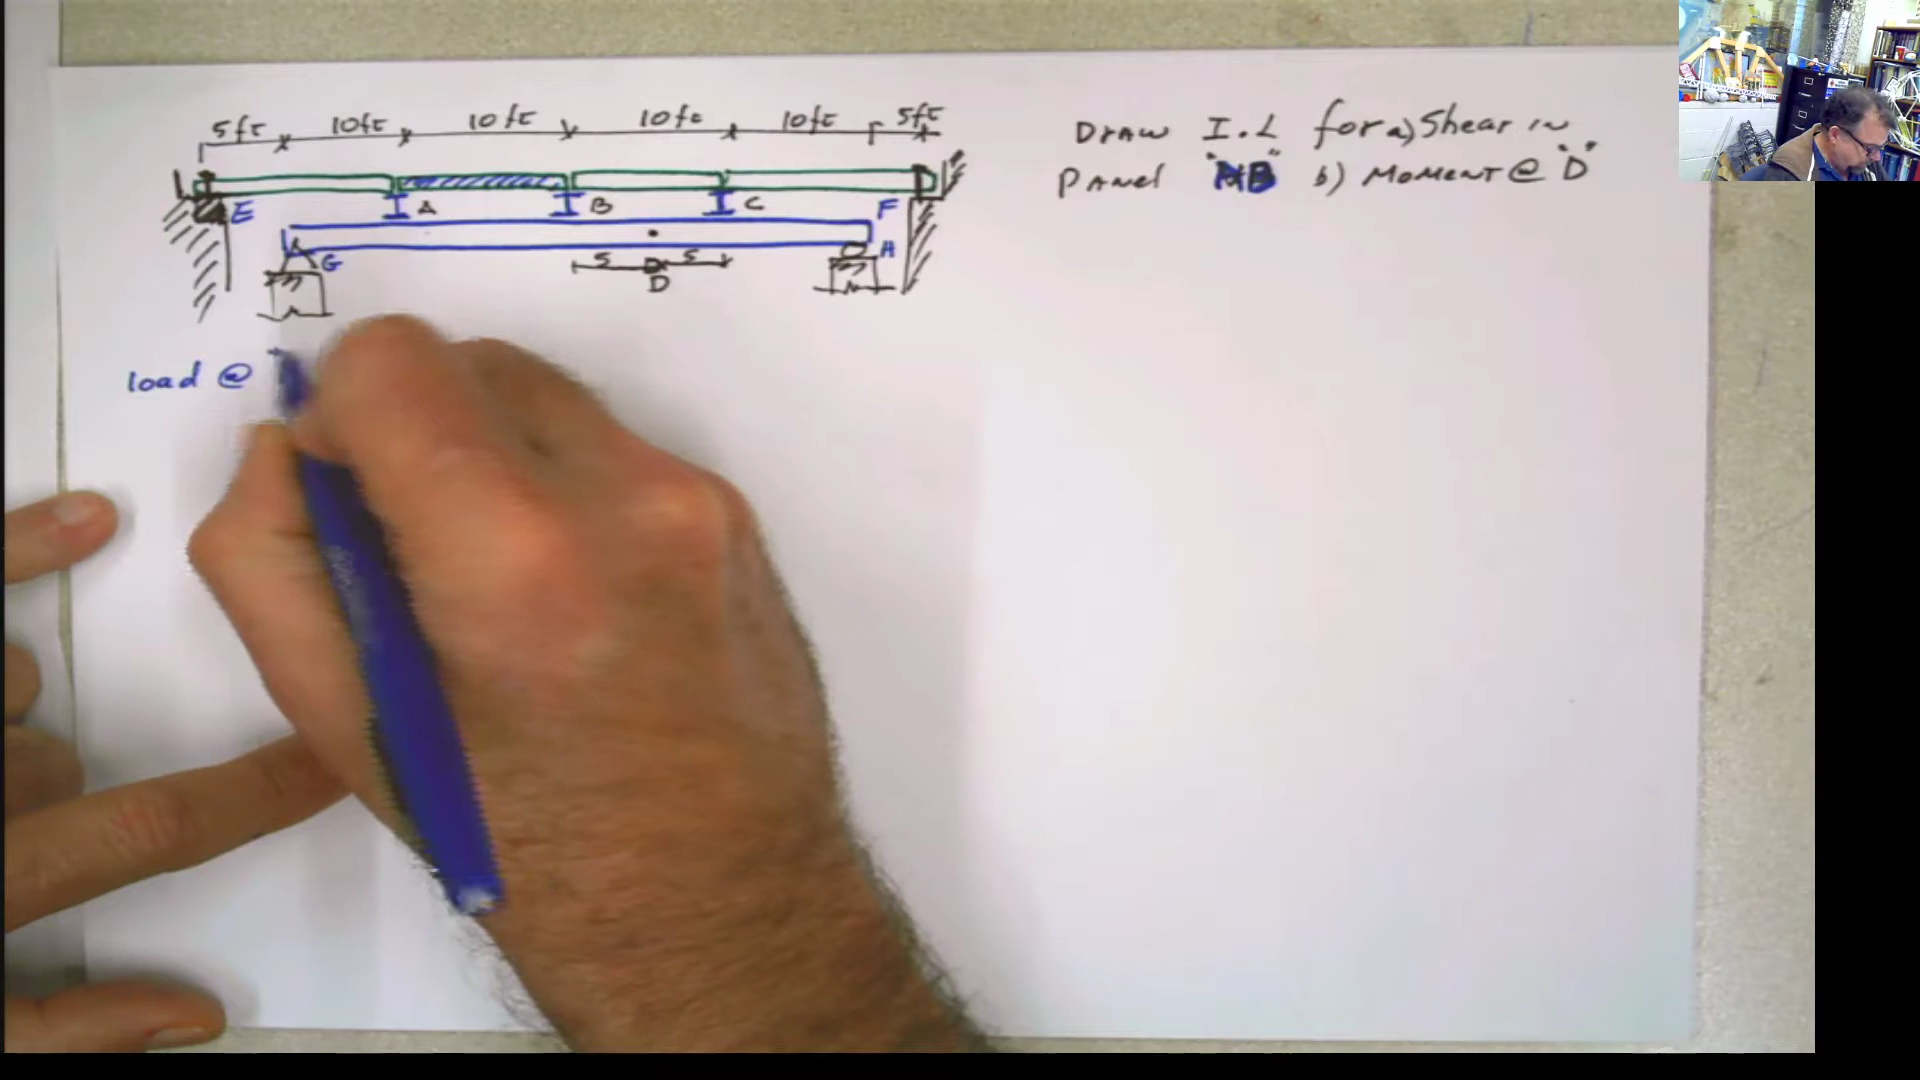 5ft 10ft 10ft 10ft 10ft 5ft
Draw I.L for a) Shear in
Panel "AB" b) Moment @ "D"
E A B C F
G 5 5 H
D
load @